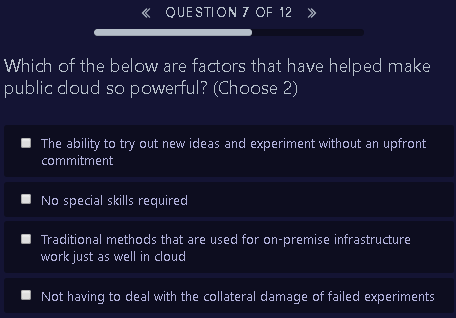 « QUESTION 7 OF 12 »
Which of the below are factors that have helped make
public cloud so powerful? (Choose 2)
The ability to try out new ideas and experiment without an upfront
commitment
No special skills required
Traditional methods that are used for on-premise infrastructure
work just as well in cloud
Not having to deal with the collateral damage of failed experiments